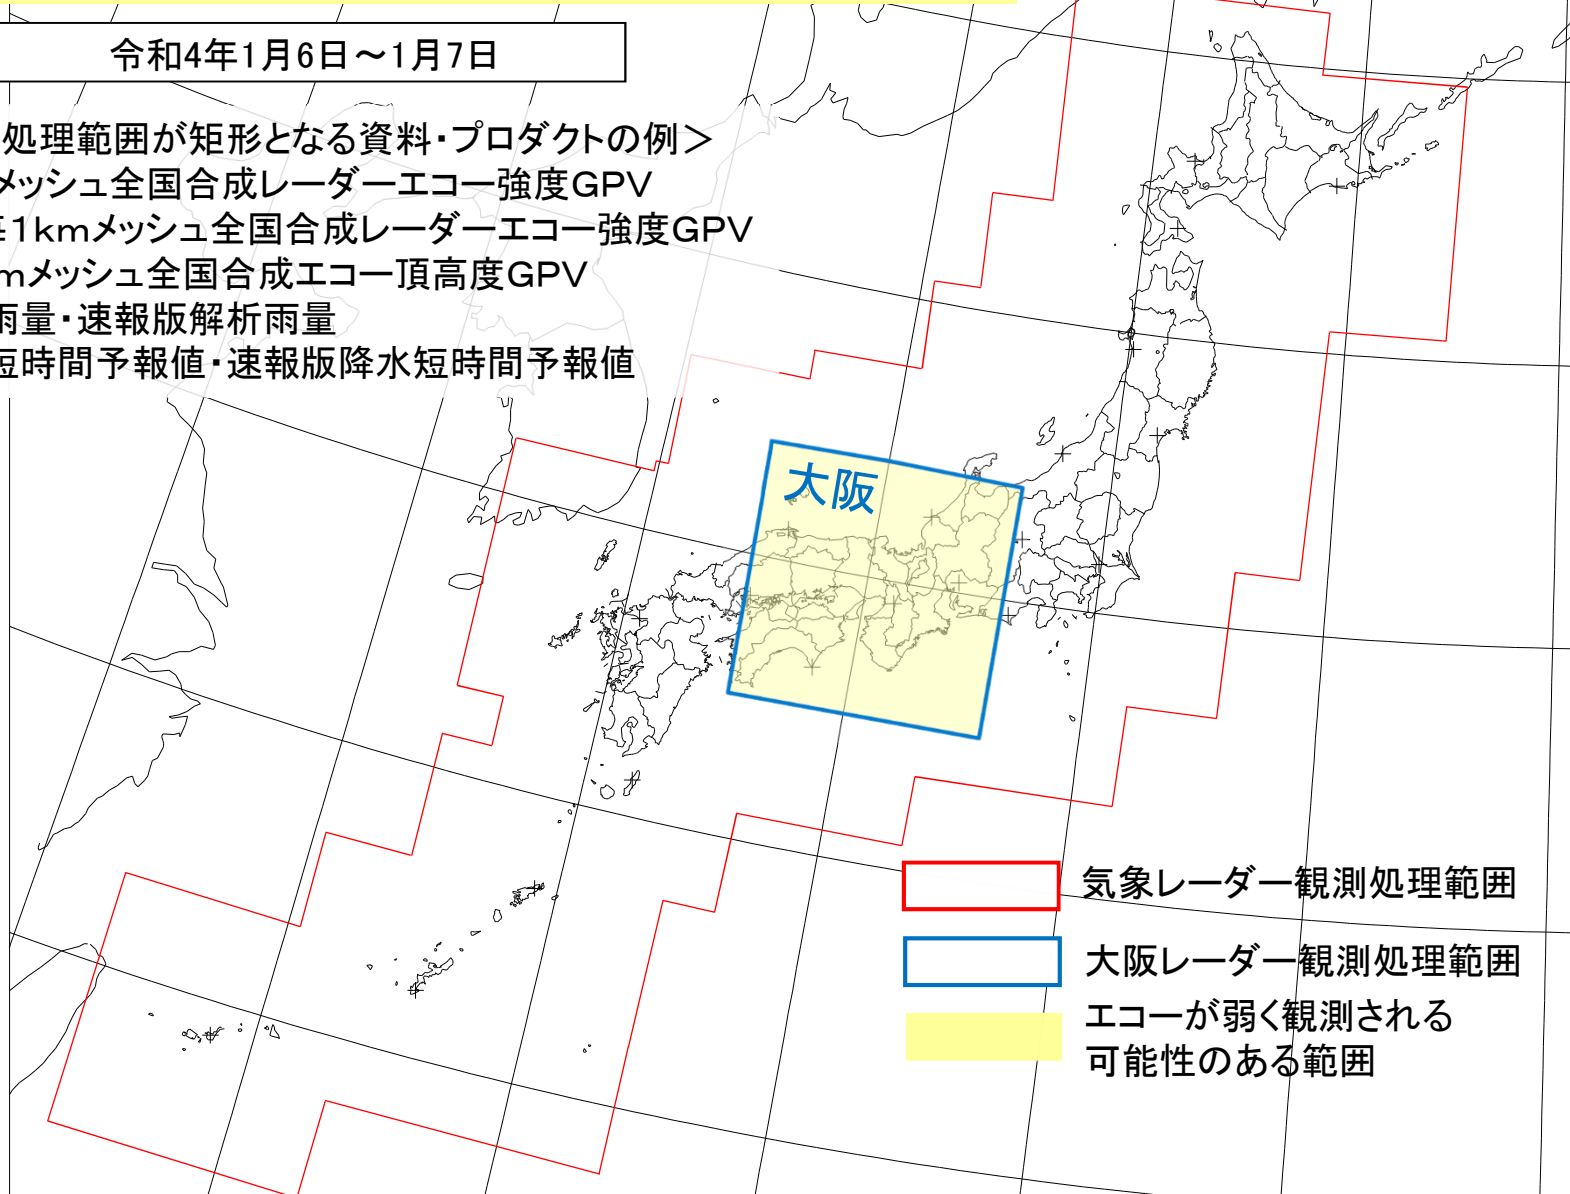 令和4年1月6日～1月7日
処理範囲が矩形となる資料・プロダクトの例＞
メッシュ全国合成レーダーエコー強度GPV
毎1kmメッシュ全国合成レーダーエコー強度GPV
mメッシュ全国合成エコー頂高度GPV
雨量・速報版解析雨量
短時間予報値・速報版降水短時間予報値
大阪
気象レーダー観測処理範囲
大阪レーダー観測処理範囲
エコーが弱く観測される
可能性のある範囲